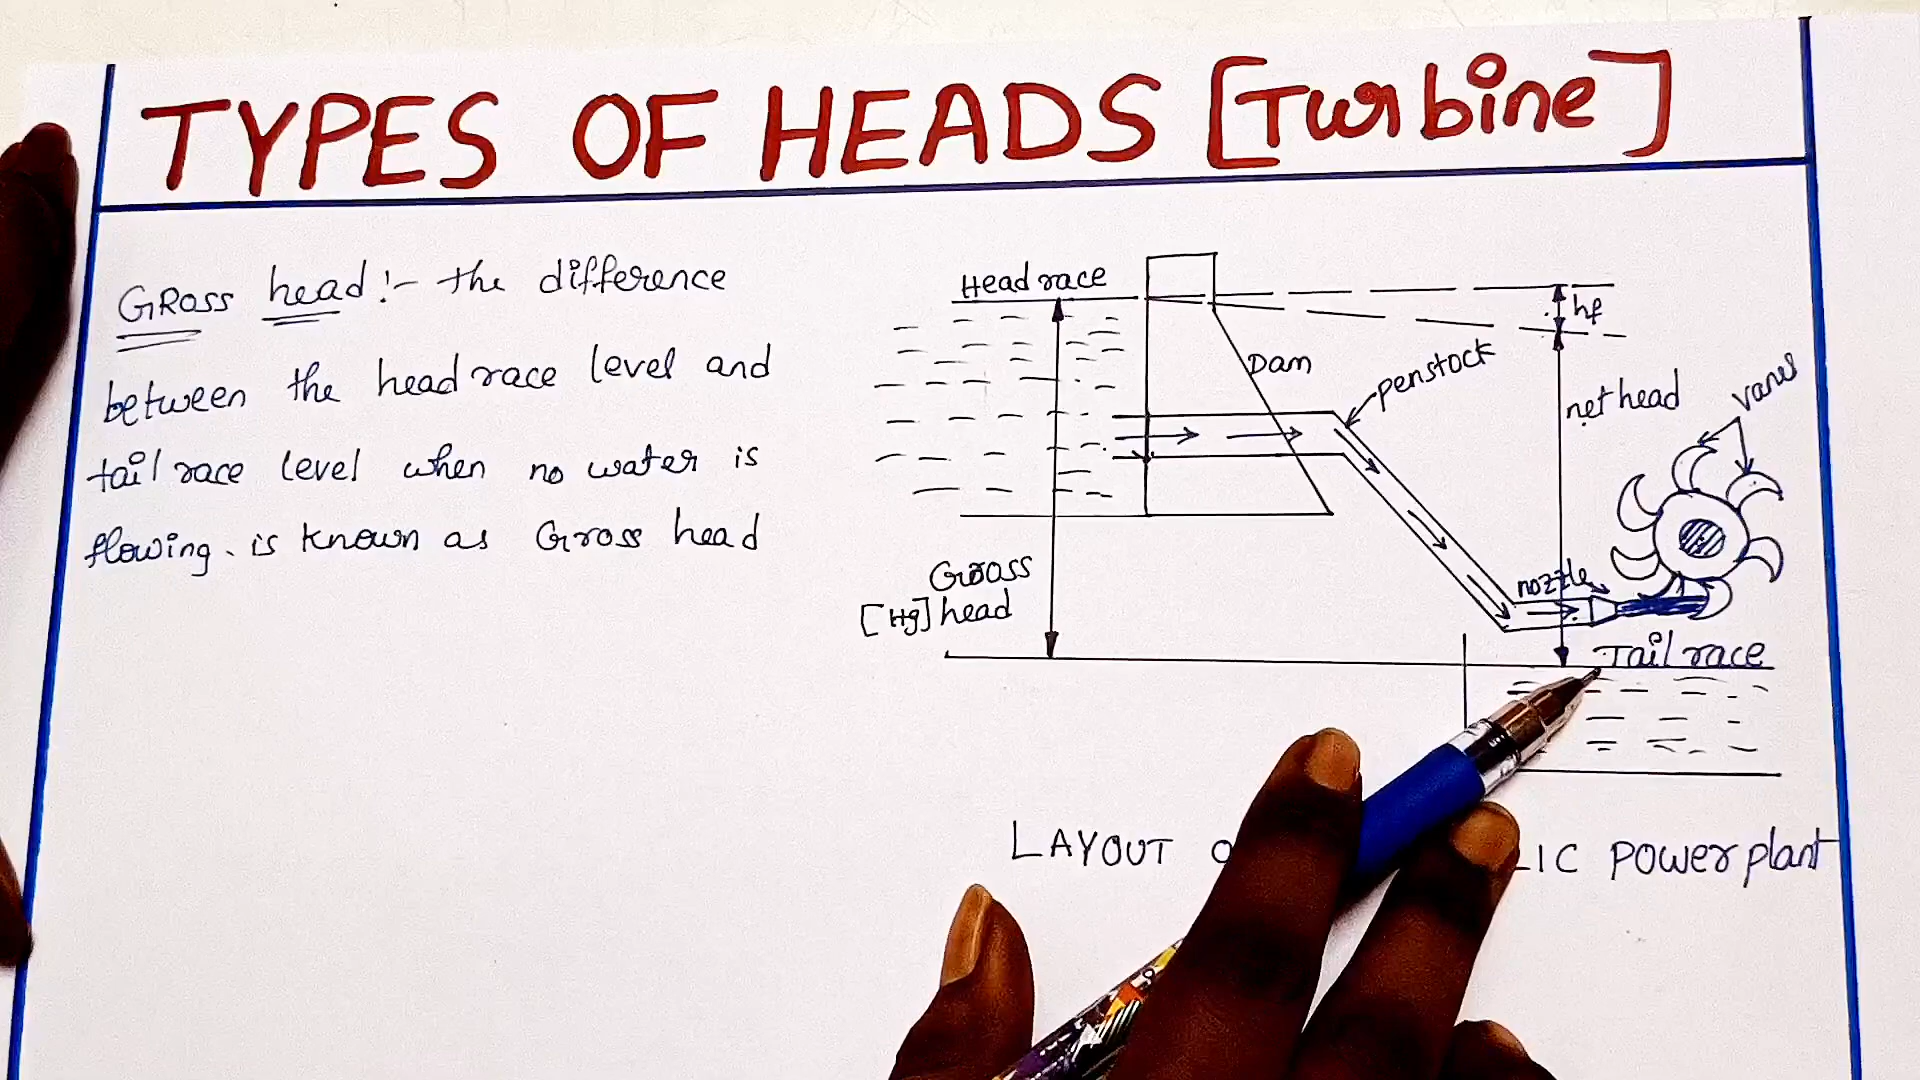 TYPES OF HEADS [Turbine]
GRoss head:- the difference
between the head race level and
tail race level when no water is
flowing. is known as Gross head
Head race
hf
Dam
penstock
net head
vanes
nozzle
Gross
[Hg] head
Tail race
LAYOUT
LIC POWER plant